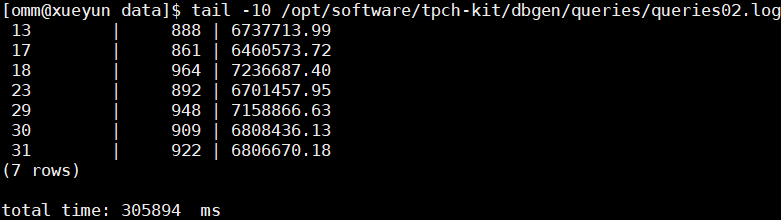 [omm@xueyun data]$ tail -10 /opt/software/tpch-kit/dbgen/queries/queries02.log
 13        |     888 | 6737713.99
 17        |     861 | 6460573.72
 18        |     964 | 7236687.40
 23        |     892 | 6701457.95
 29        |     948 | 7158866.63
 30        |     909 | 6808436.13
 31        |     922 | 6806670.18
(7 rows)

total time: 305894  ms